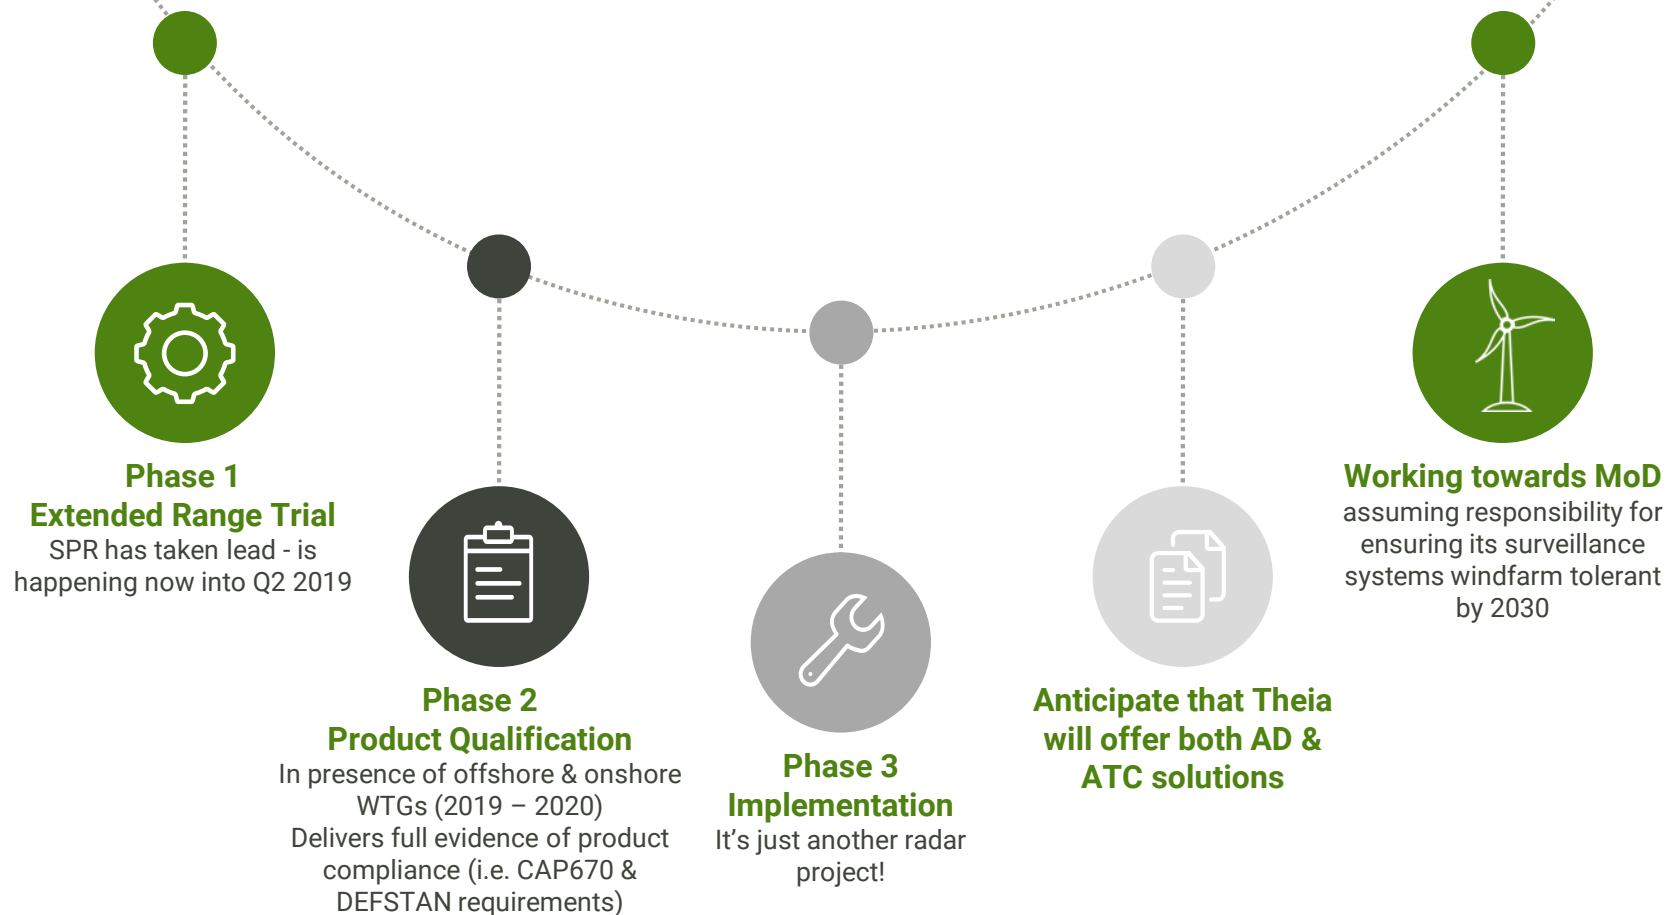 Phase 1
Extended Range Trial
SPR has taken lead - is
happening now into Q2 2019
Phase 2
Product Qualification
In presence of offshore & onshore
WTGs (2019 – 2020)
Delivers full evidence of product
compliance (i.e. CAP670 &
DEFSTAN requirements)
Phase 3
Implementation
It's just another radar
project!
Anticipate that Theia
will offer both AD &
ATC solutions
Working towards MoD
assuming responsibility for
ensuring its surveillance
systems windfarm tolerant
by 2030